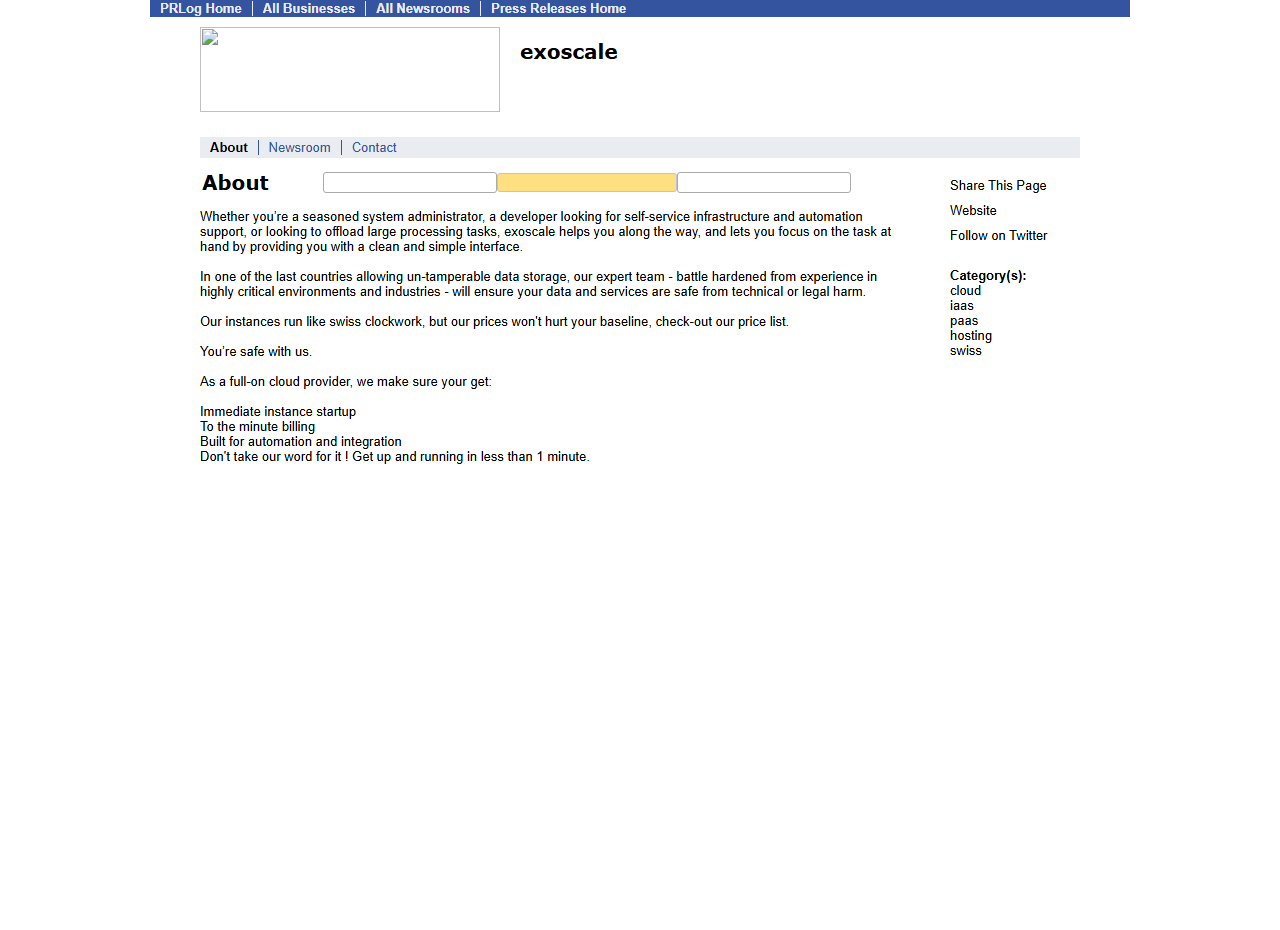 PRLog Home All Businesses All Newsrooms Press Releases Home
exoscale
About Newsroom Contact
About
Whether you're a seasoned system administrator, a developer looking for self-service infrastructure and automation
support, or looking to offload large processing tasks, exoscale helps you along the way, and lets you focus on the task at
hand by providing you with a clean and simple interface.
In one of the last countries allowing un-tamperable data storage, our expert team - battle hardened from experience in
highly critical environments and industries - will ensure your data and services are safe from technical or legal harm.
Our instances run like swiss clockwork, but our prices won't hurt your baseline, check-out our price list.
You're safe with us.
As a full-on cloud provider, we make sure your get:
Immediate instance startup
To the minute billing
Built for automation and integration
Don't take our word for it ! Get up and running in less than 1 minute.
Share This Page
Website
Follow on Twitter
Category(s):
cloud
iaas
paas
hosting
swiss